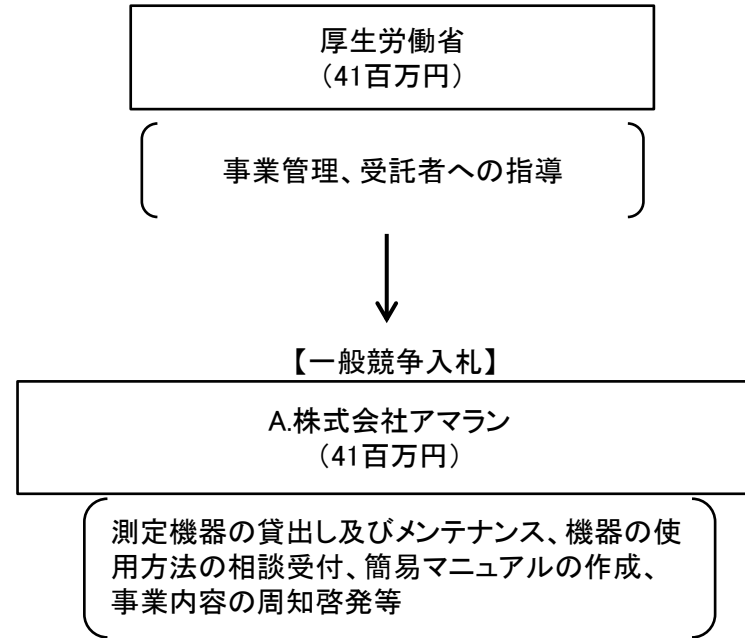 厚生労働省
（41百万円）
事業管理、受託者への指導
【一般競争入札】
A.株式会社アマラン
（41百万円）
測定機器の貸出し及びメンテナンス、機器の使
用方法の相談受付、簡易マニュアルの作成、
事業内容の周知啓発等